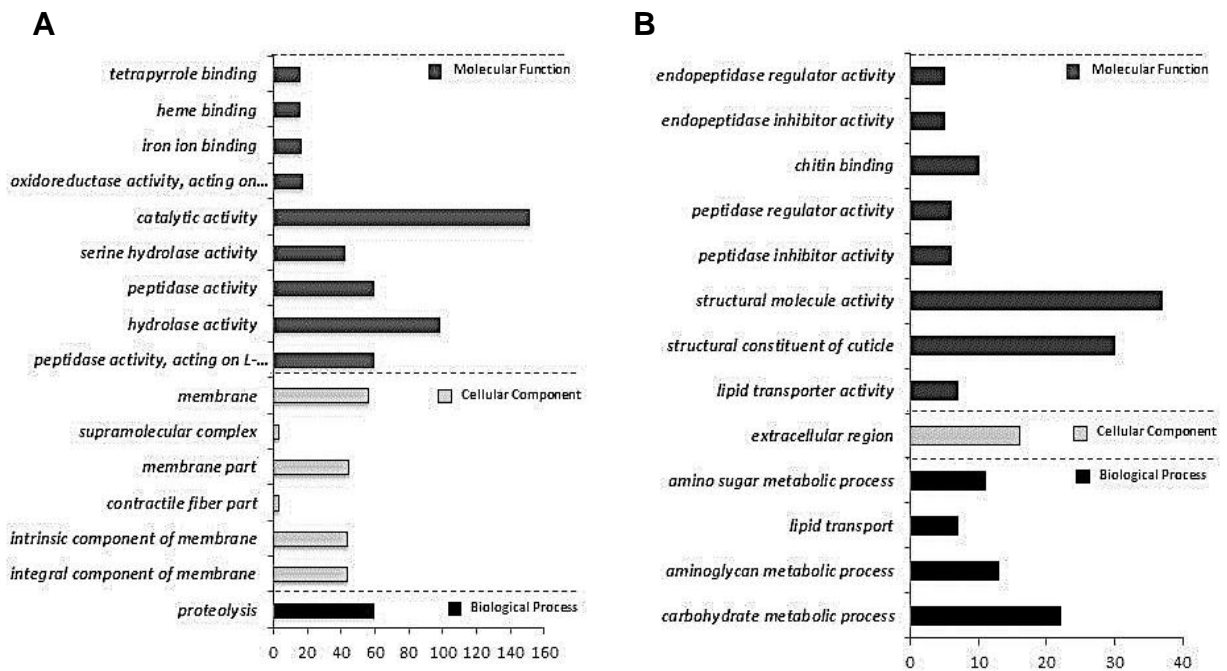 A
tetrapyrrole binding
heme binding
iron ion binding
oxidoreductase activity, acting on...
catalytic activity
serine hydrolase activity
peptidase activity
hydrolase activity
peptidase activity, acting on L-...
membrane
supramolecular complex
membrane part
contractile fiber part
intrinsic component of membrane
integral component of membrane
proteolysis
Molecular Function
Cellular Component
Biological Process
0 20 40 60 80 100 120 140 160
B
endopeptidase regulator activity
endopeptidase inhibitor activity
chitin binding
peptidase regulator activity
peptidase inhibitor activity
structural molecule activity
structural constituent of cuticle
lipid transporter activity
extracellular region
amino sugar metabolic process
lipid transport
aminoglycan metabolic process
carbohydrate metabolic process
Molecular Function
Cellular Component
Biological Process
0 10 20 30 40